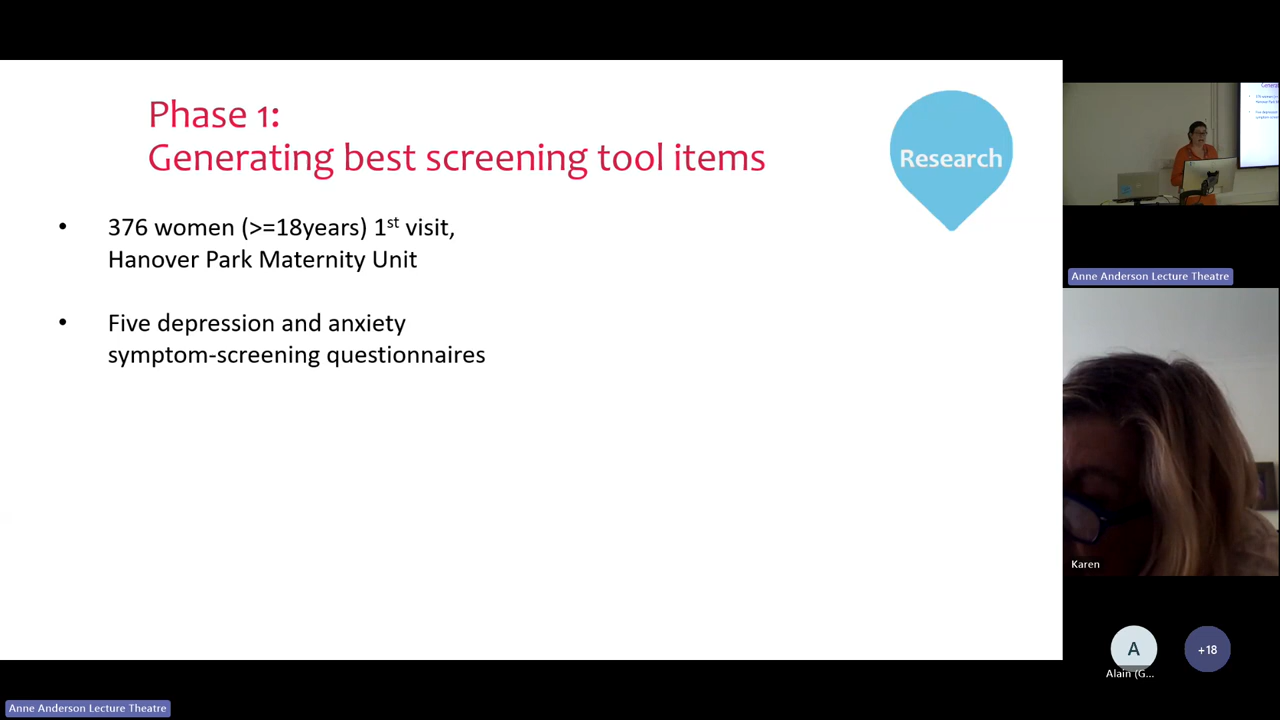 Phase 1:
Generating best screening tool items
Research
• 376 women (>=18years) 1st visit,
Hanover Park Maternity Unit
• Five depression and anxiety
symptom-screening questionnaires
Anne Anderson Lecture Theatre
Karen
A
+18
Alain (G...
Anne Anderson Lecture Theatre